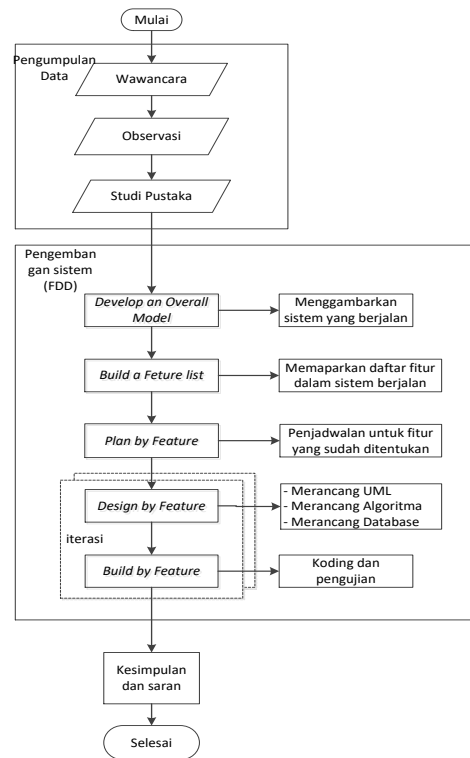 Mulai
Pengumpulan
Data
Wawancara
Observasi
Studi Pustaka
Pengemban
gan sistem
(FDD)
Develop an Overall
Model
Menggambarkan
sistem yang berjalan
Build a Feture list
Memaparkan daftar fitur
dalam sistem berjalan
Plan by Feature
Penjadwalan untuk fitur
yang sudah ditentukan
Design by Feature
- Merancang UML
- Merancang Algoritma
- Merancang Database
iterasi
Build by Feature
Koding dan
pengujian
Kesimpulan
dan saran
Selesai